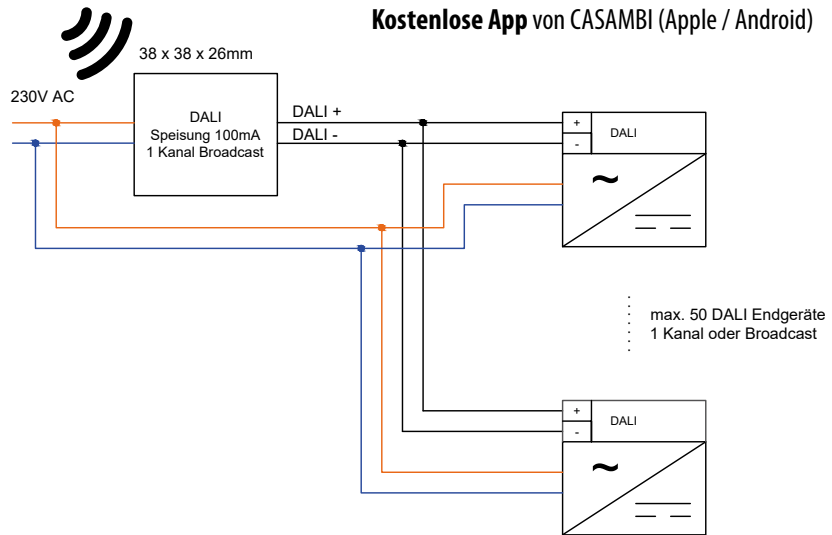 Kostenlose App von CASAMBI (Apple / Android)
38 x 38 x 26mm
230V AC
DALI
Speisung 100mA
1 Kanal Broadcast
DALI +
DALI -
+
-
DALI
~
max. 50 DALI Endgeräte
1 Kanal oder Broadcast
+
-
DALI
~